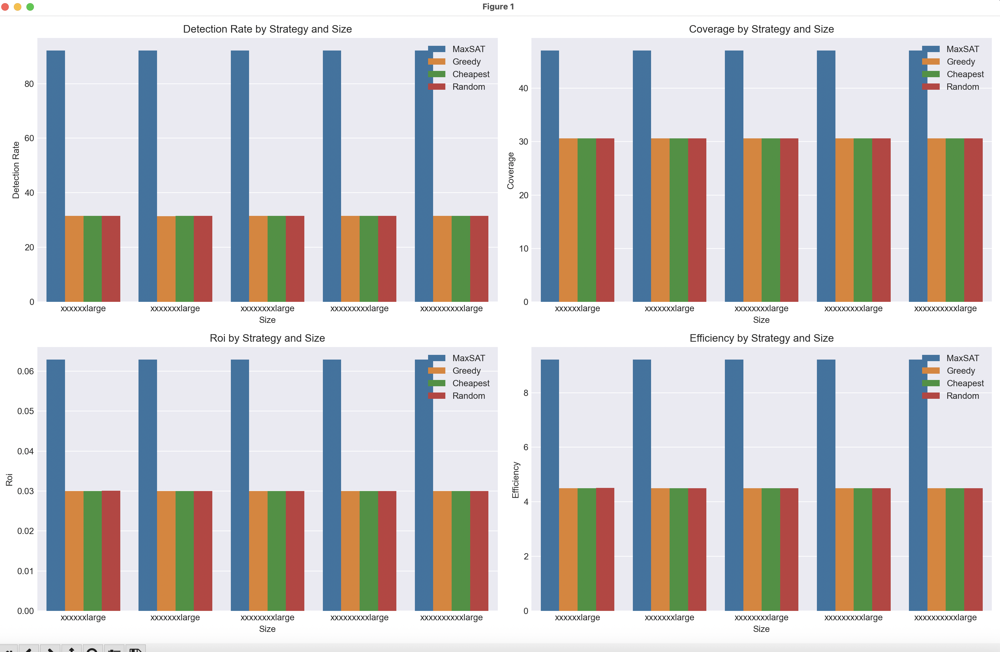 Figure 1
Detection Rate by Strategy and Size
MaxSAT
Greedy
Cheapest
Random
80
60
40
20
0
Detection Rate
xxxxxxlarge xxxxxxxlarge xxxxxxxxlarge xxxxxxxxxlarge xxxxxxxxxxlarge
Size
Coverage by Strategy and Size
MaxSAT
Greedy
Cheapest
Random
40
30
20
10
0
Coverage
xxxxxxlarge xxxxxxxlarge xxxxxxxxlarge xxxxxxxxxlarge xxxxxxxxxxlarge
Size
Roi by Strategy and Size
MaxSAT
Greedy
Cheapest
Random
0.06
0.05
0.04
0.03
0.02
0.01
0.00
Roi
xxxxxxlarge xxxxxxxlarge xxxxxxxxlarge xxxxxxxxxlarge xxxxxxxxxxlarge
Size
Efficiency by Strategy and Size
MaxSAT
Greedy
Cheapest
Random
8
6
4
2
0
Efficiency
xxxxxxlarge xxxxxxxlarge xxxxxxxxlarge xxxxxxxxxlarge xxxxxxxxxxlarge
Size